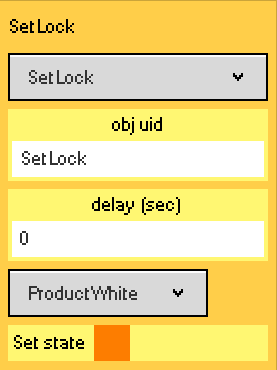 SetLock
SetLock
obj uid
SetLock
delay (sec)
0
ProductWhite
Set state